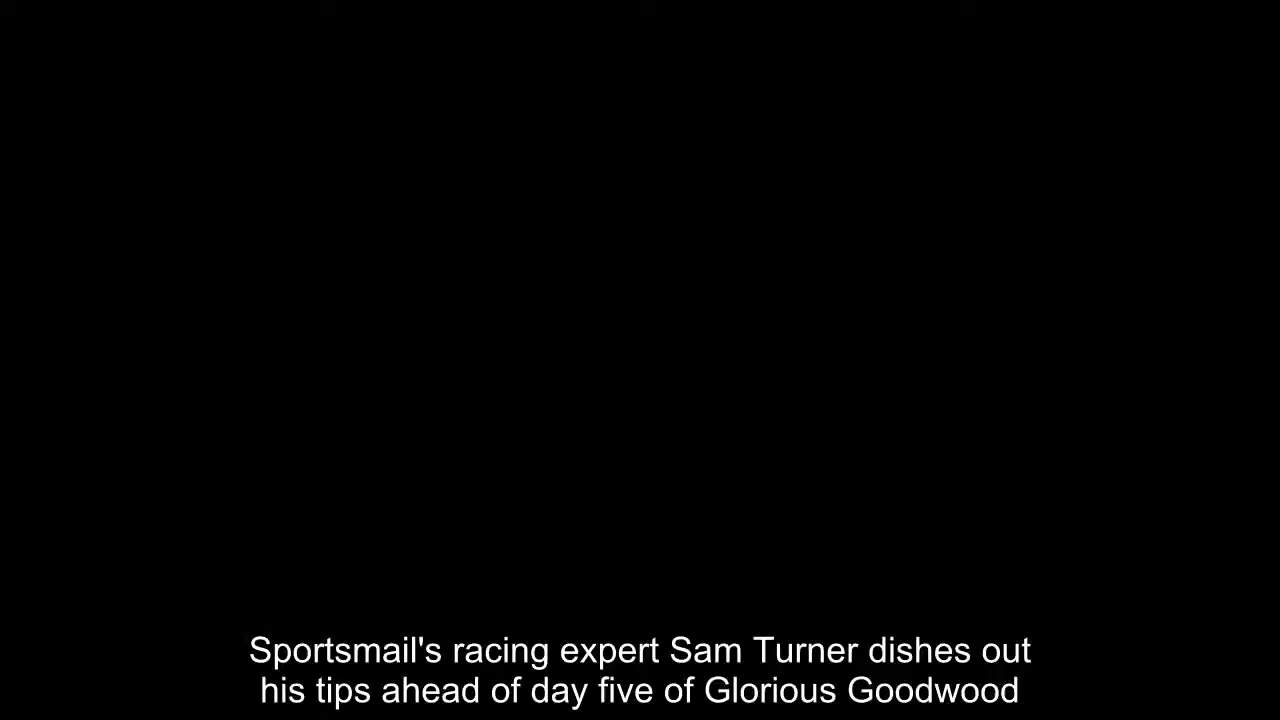 Sportsmail's racing expert Sam Turner dishes out
his tips ahead of day five of Glorious Goodwood